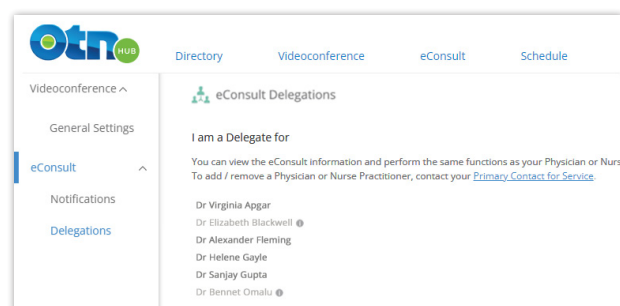 otn HUB
Directory Videoconference eConsult Schedule
Videoconference
General Settings
eConsult
Notifications
Delegations
eConsult Delegations
I am a Delegate for
You can view the eConsult information and perform the same functions as your Physician or Nurs
To add / remove a Physician or Nurse Practitioner, contact your Primary Contact for Service.
Dr Virginia Apgar
Dr Elizabeth Blackwell
Dr Alexander Fleming
Dr Helene Gayle
Dr Sanjay Gupta
Dr Bennet Omalu